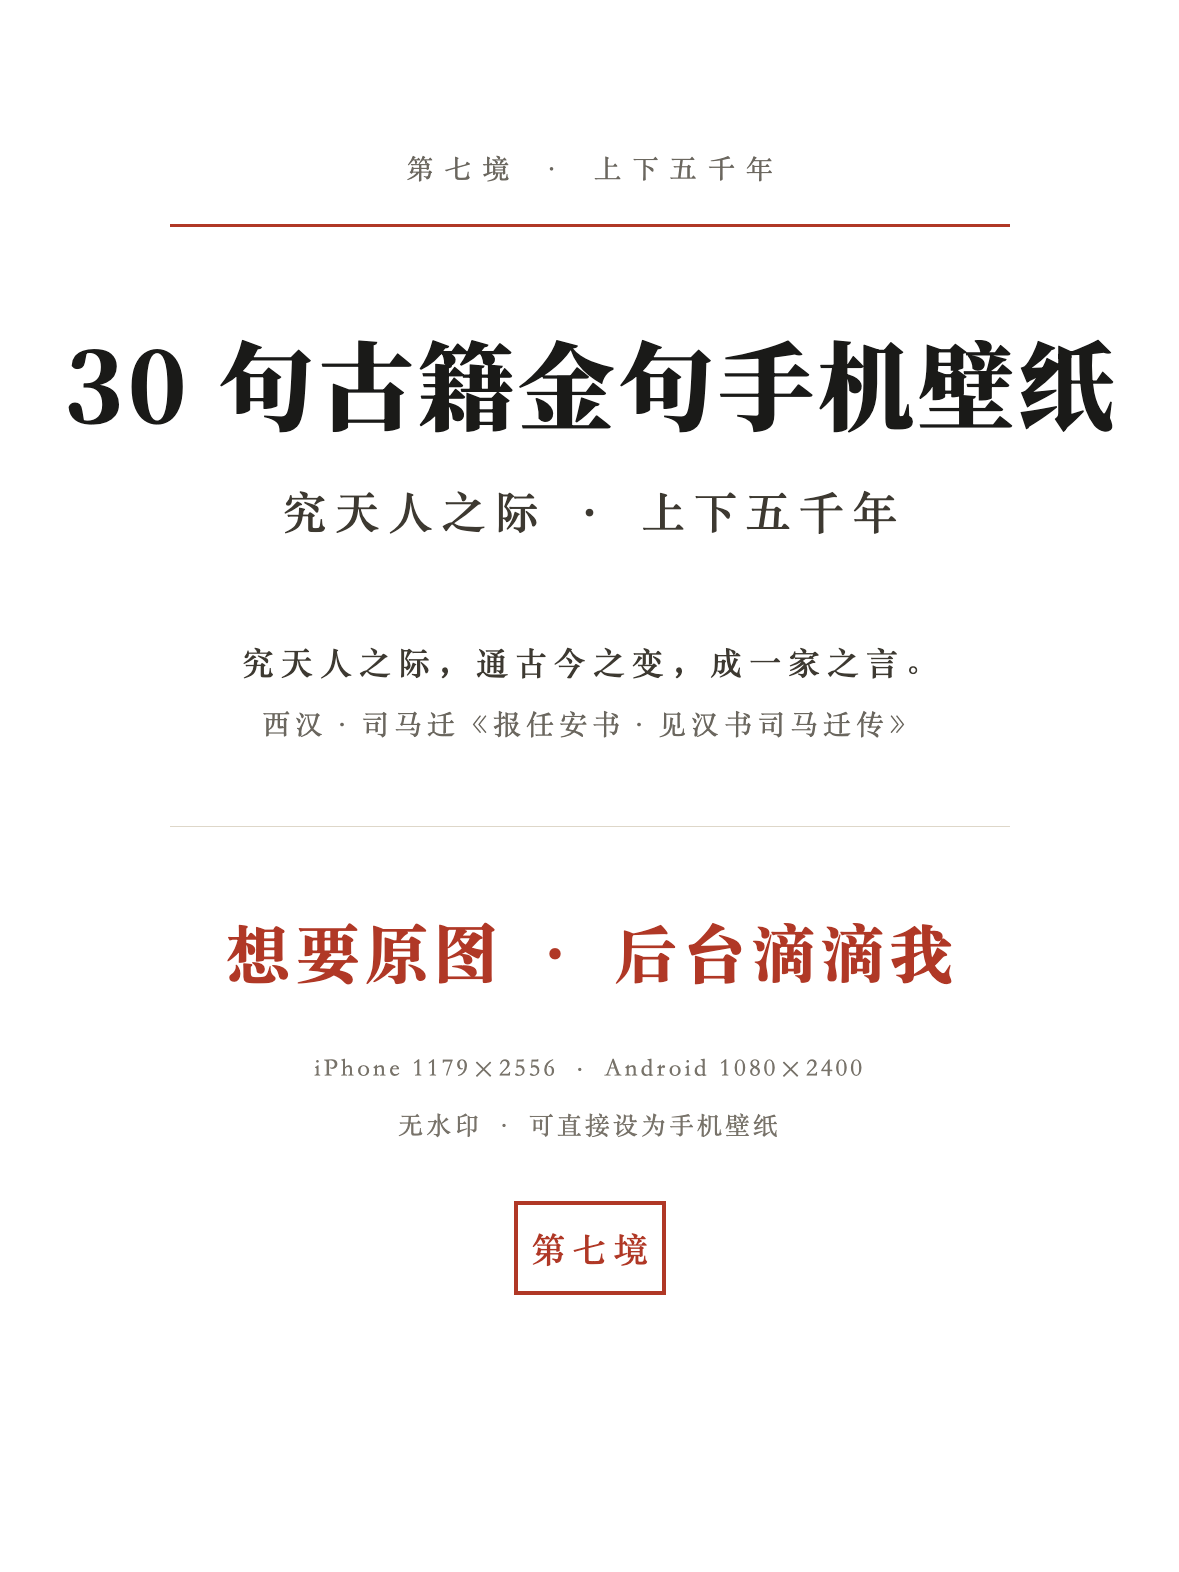 第七境 · 上下五千年
30 句古籍金句手机壁纸
究天人之际 · 上下五千年
究天人之际，通古今之变，成一家之言。
西汉 · 司马迁《报任安书 · 见汉书司马迁传》
想要原图 · 后台滴滴我
iPhone 1179×2556 · Android 1080×2400
无水印 · 可直接设为手机壁纸
第七境